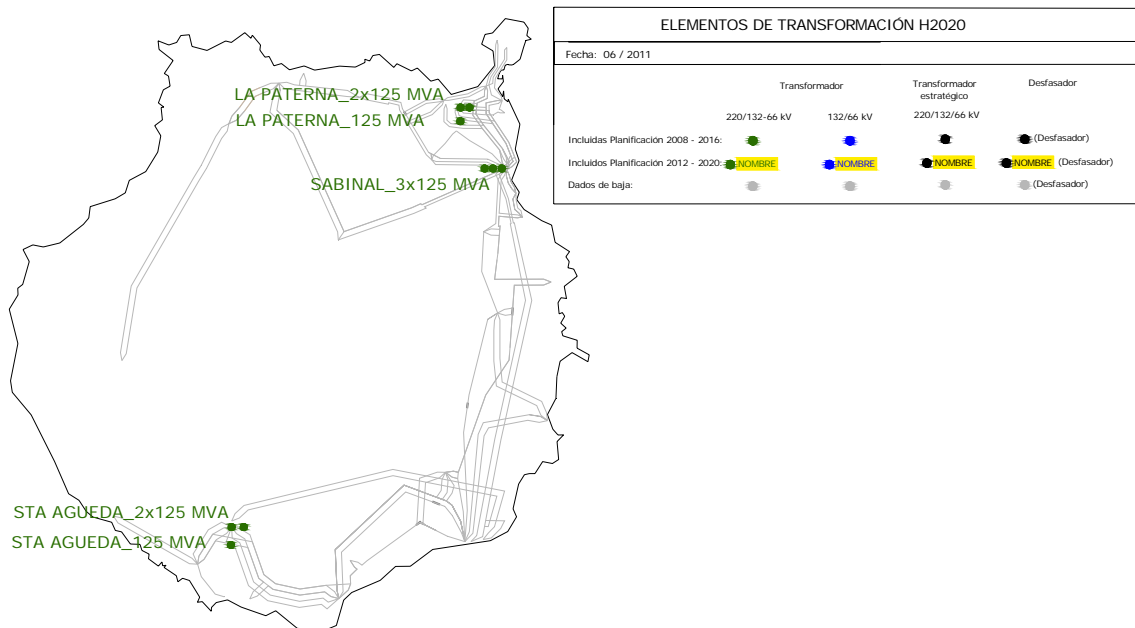 ELEMENTOS DE TRANSFORMACIÓN H2020
Fecha: 06 / 2011
Transformador
Transformador estratégico
Desfasador
220/132-66 kV
132/66 kV
220/132/66 kV
Incluidas Planificación 2008 - 2016:
(Desfasador)
Incluidos Planificación 2012 - 2020:
NOMBRE
NOMBRE
NOMBRE
NOMBRE (Desfasador)
Dados de baja:
(Desfasador)
LA PATERNA_2x125 MVA
LA PATERNA_125 MVA
SABINAL_3x125 MVA
STA AGUEDA_2x125 MVA
STA AGUEDA_125 MVA